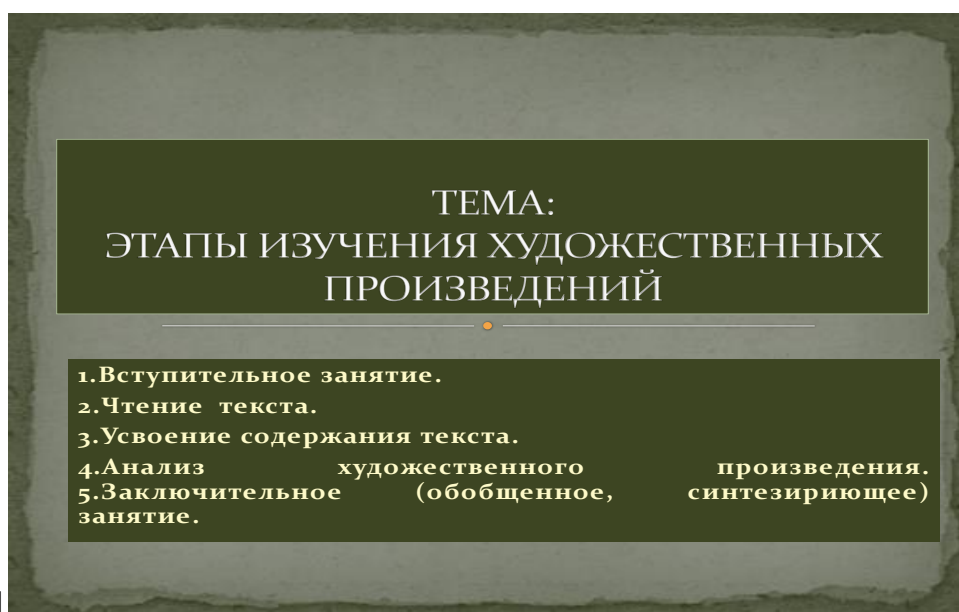 ТЕМА:
ЭТАПЫ ИЗУЧЕНИЯ ХУДОЖЕСТВЕННЫХ
ПРОИЗВЕДЕНИЙ
1.Вступительное занятие.
2.Чтение текста.
3.Усвоение содержания текста.
4.Анализ художественного произведения.
5.Заключительное (обобщенное, синтезириющее)
занятие.